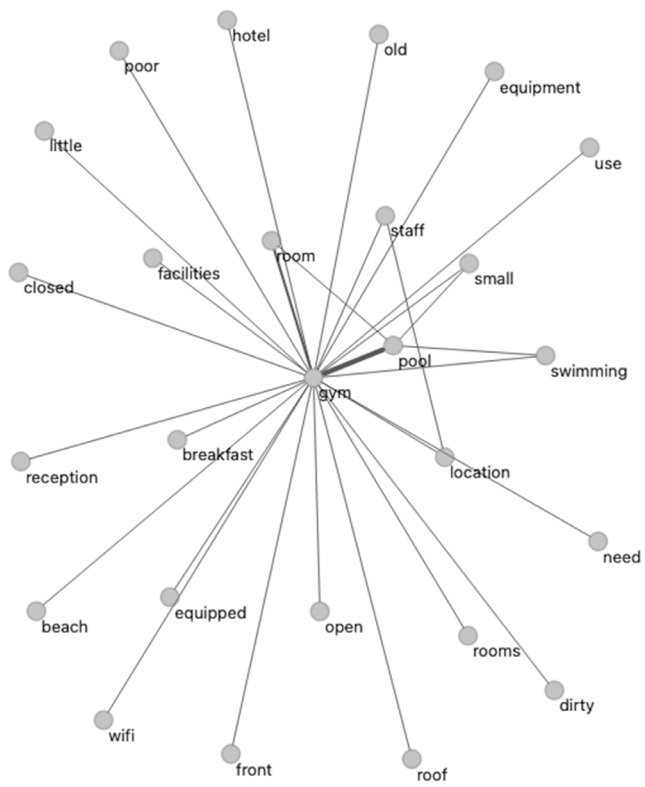 hotel
old
poor
equipment
little
use
staff
room
facilities
small
closed
pool
swimming
gym
breakfast
location
reception
need
equipped
beach
open
rooms
dirty
wifi
front
roof